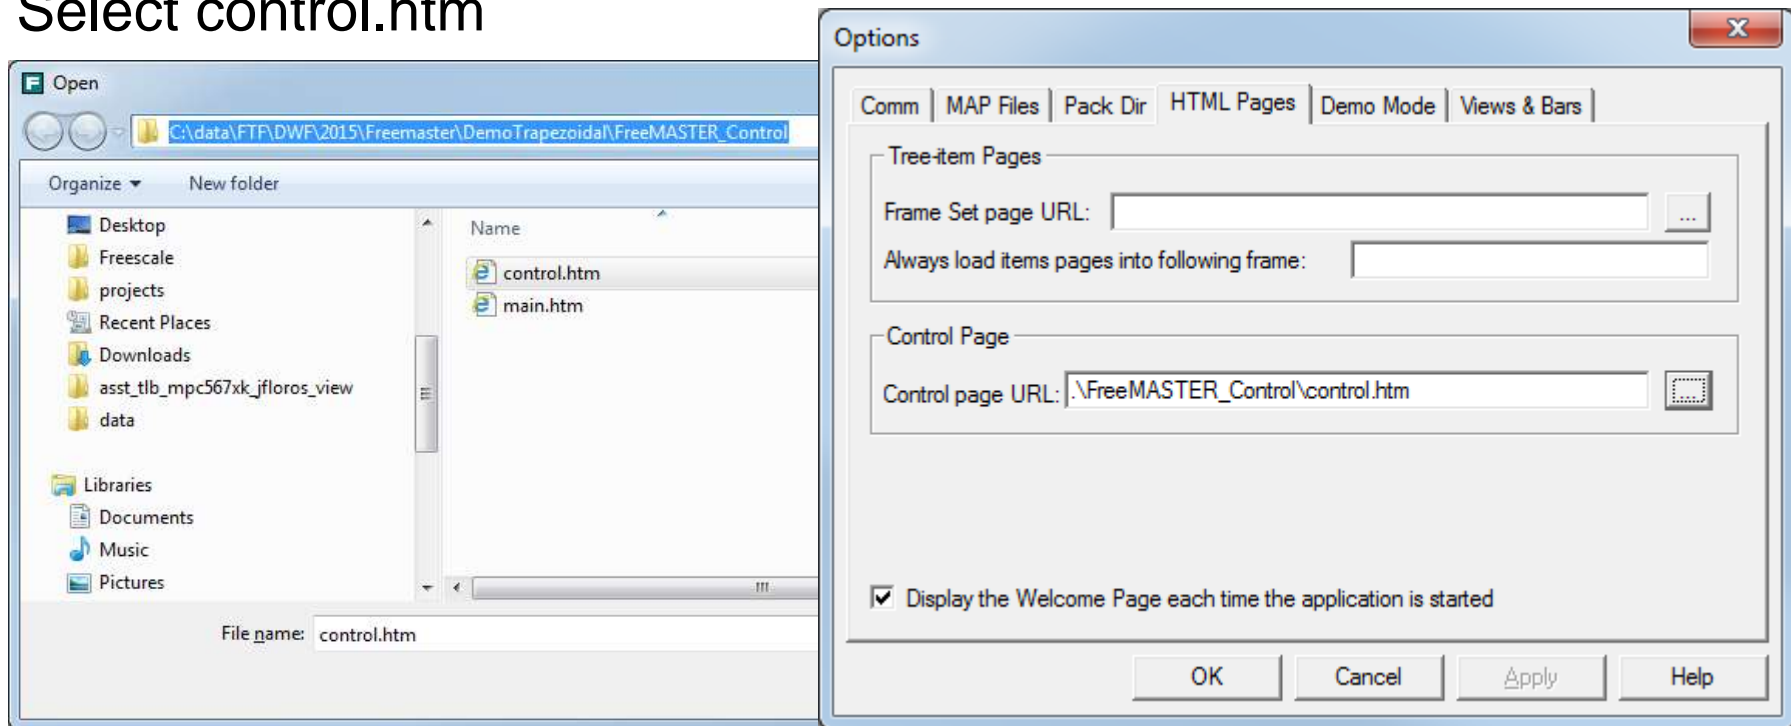 Select control.htm
Open
C:\data\FTF\DWF\2015\Freemaster\DemoTrapezoidal\FreeMASTER_Control
Organize
New folder
Desktop
Freescale
projects
Recent Places
Downloads
asst_tlb_mpc567xk_jfloros_view
data
Libraries
Documents
Music
Pictures
Name
control.htm
main.htm
File name: control.htm
Options
Comm
MAP Files
Pack Dir
HTML Pages
Demo Mode
Views & Bars
Tree-item Pages
Frame Set page URL:
...
Always load items pages into following frame:
Control Page
Control page URL: .\FreeMASTER_Control\control.htm
...
Display the Welcome Page each time the application is started
OK
Cancel
Apply
Help